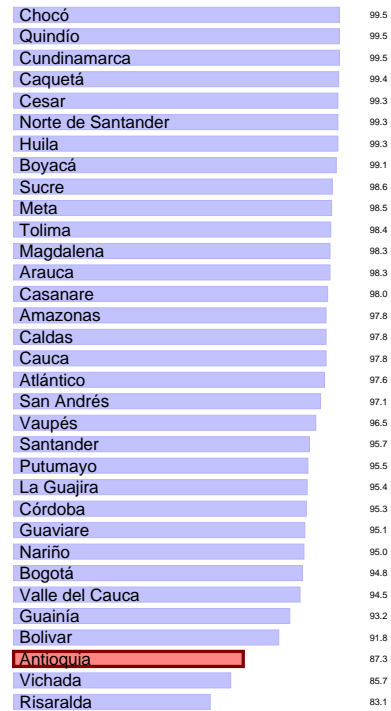 Chocó 99.5
Quindío 99.5
Cundinamarca 99.5
Caquetá 99.4
Cesar 99.3
Norte de Santander 99.3
Huila 99.3
Boyacá 99.1
Sucre 98.6
Meta 98.5
Tolima 98.4
Magdalena 98.3
Arauca 98.3
Casanare 98.0
Amazonas 97.8
Caldas 97.8
Cauca 97.8
Atlántico 97.6
San Andrés 97.1
Vaupés 96.5
Santander 95.7
Putumayo 95.5
La Guajira 95.4
Córdoba 95.3
Guaviare 95.1
Nariño 95.0
Bogotá 94.8
Valle del Cauca 94.5
Guainía 93.2
Bolivar 91.8
Antioquia 87.3
Vichada 85.7
Risaralda 83.1